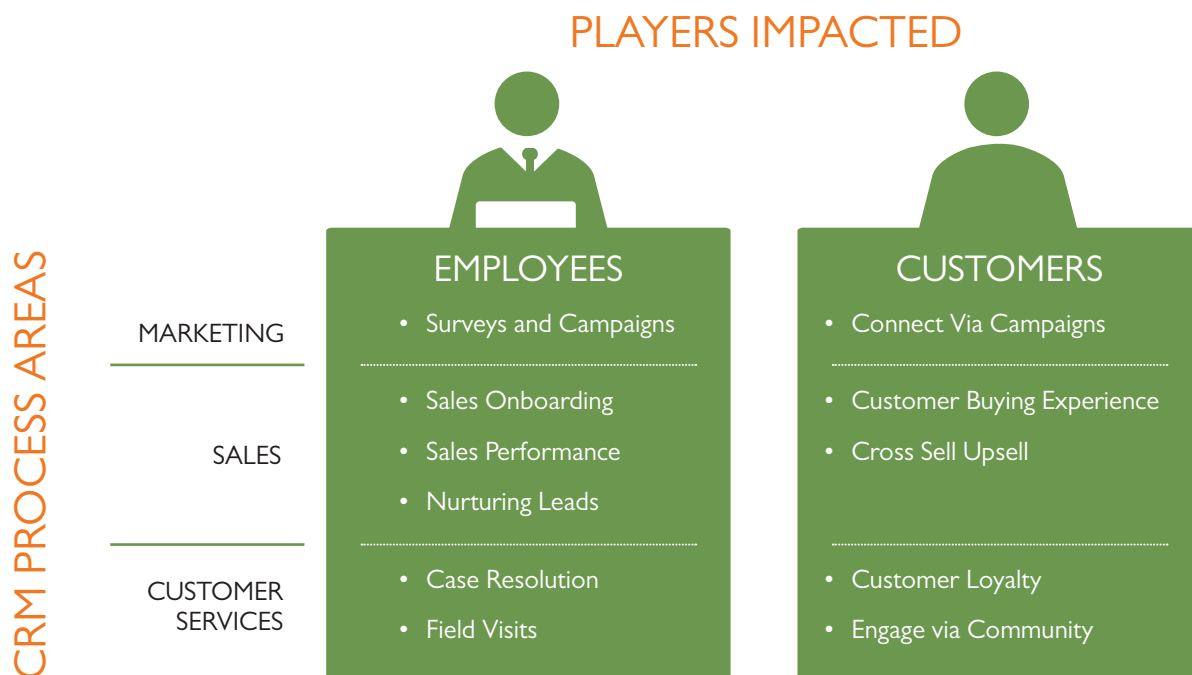 PLAYERS IMPACTED
CRM PROCESS AREAS
EMPLOYEES
CUSTOMERS
MARKETING
• Surveys and Campaigns
• Connect Via Campaigns
SALES
• Sales Onboarding
• Sales Performance
• Nurturing Leads
• Customer Buying Experience
• Cross Sell Upsell
CUSTOMER
SERVICES
• Case Resolution
• Field Visits
• Customer Loyalty
• Engage via Community